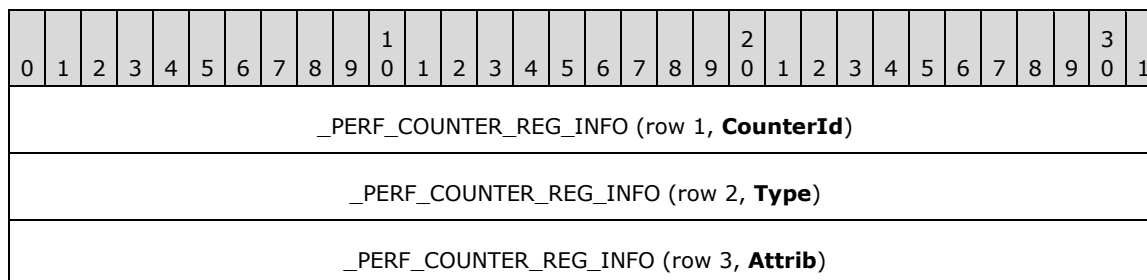 1 2 3
0 1 2 3 4 5 6 7 8 9 0 1 2 3 4 5 6 7 8 9 0 1 2 3 4 5 6 7 8 9 0 1
_PERF_COUNTER_REG_INFO (row 1, CounterId)
_PERF_COUNTER_REG_INFO (row 2, Type)
_PERF_COUNTER_REG_INFO (row 3, Attrib)